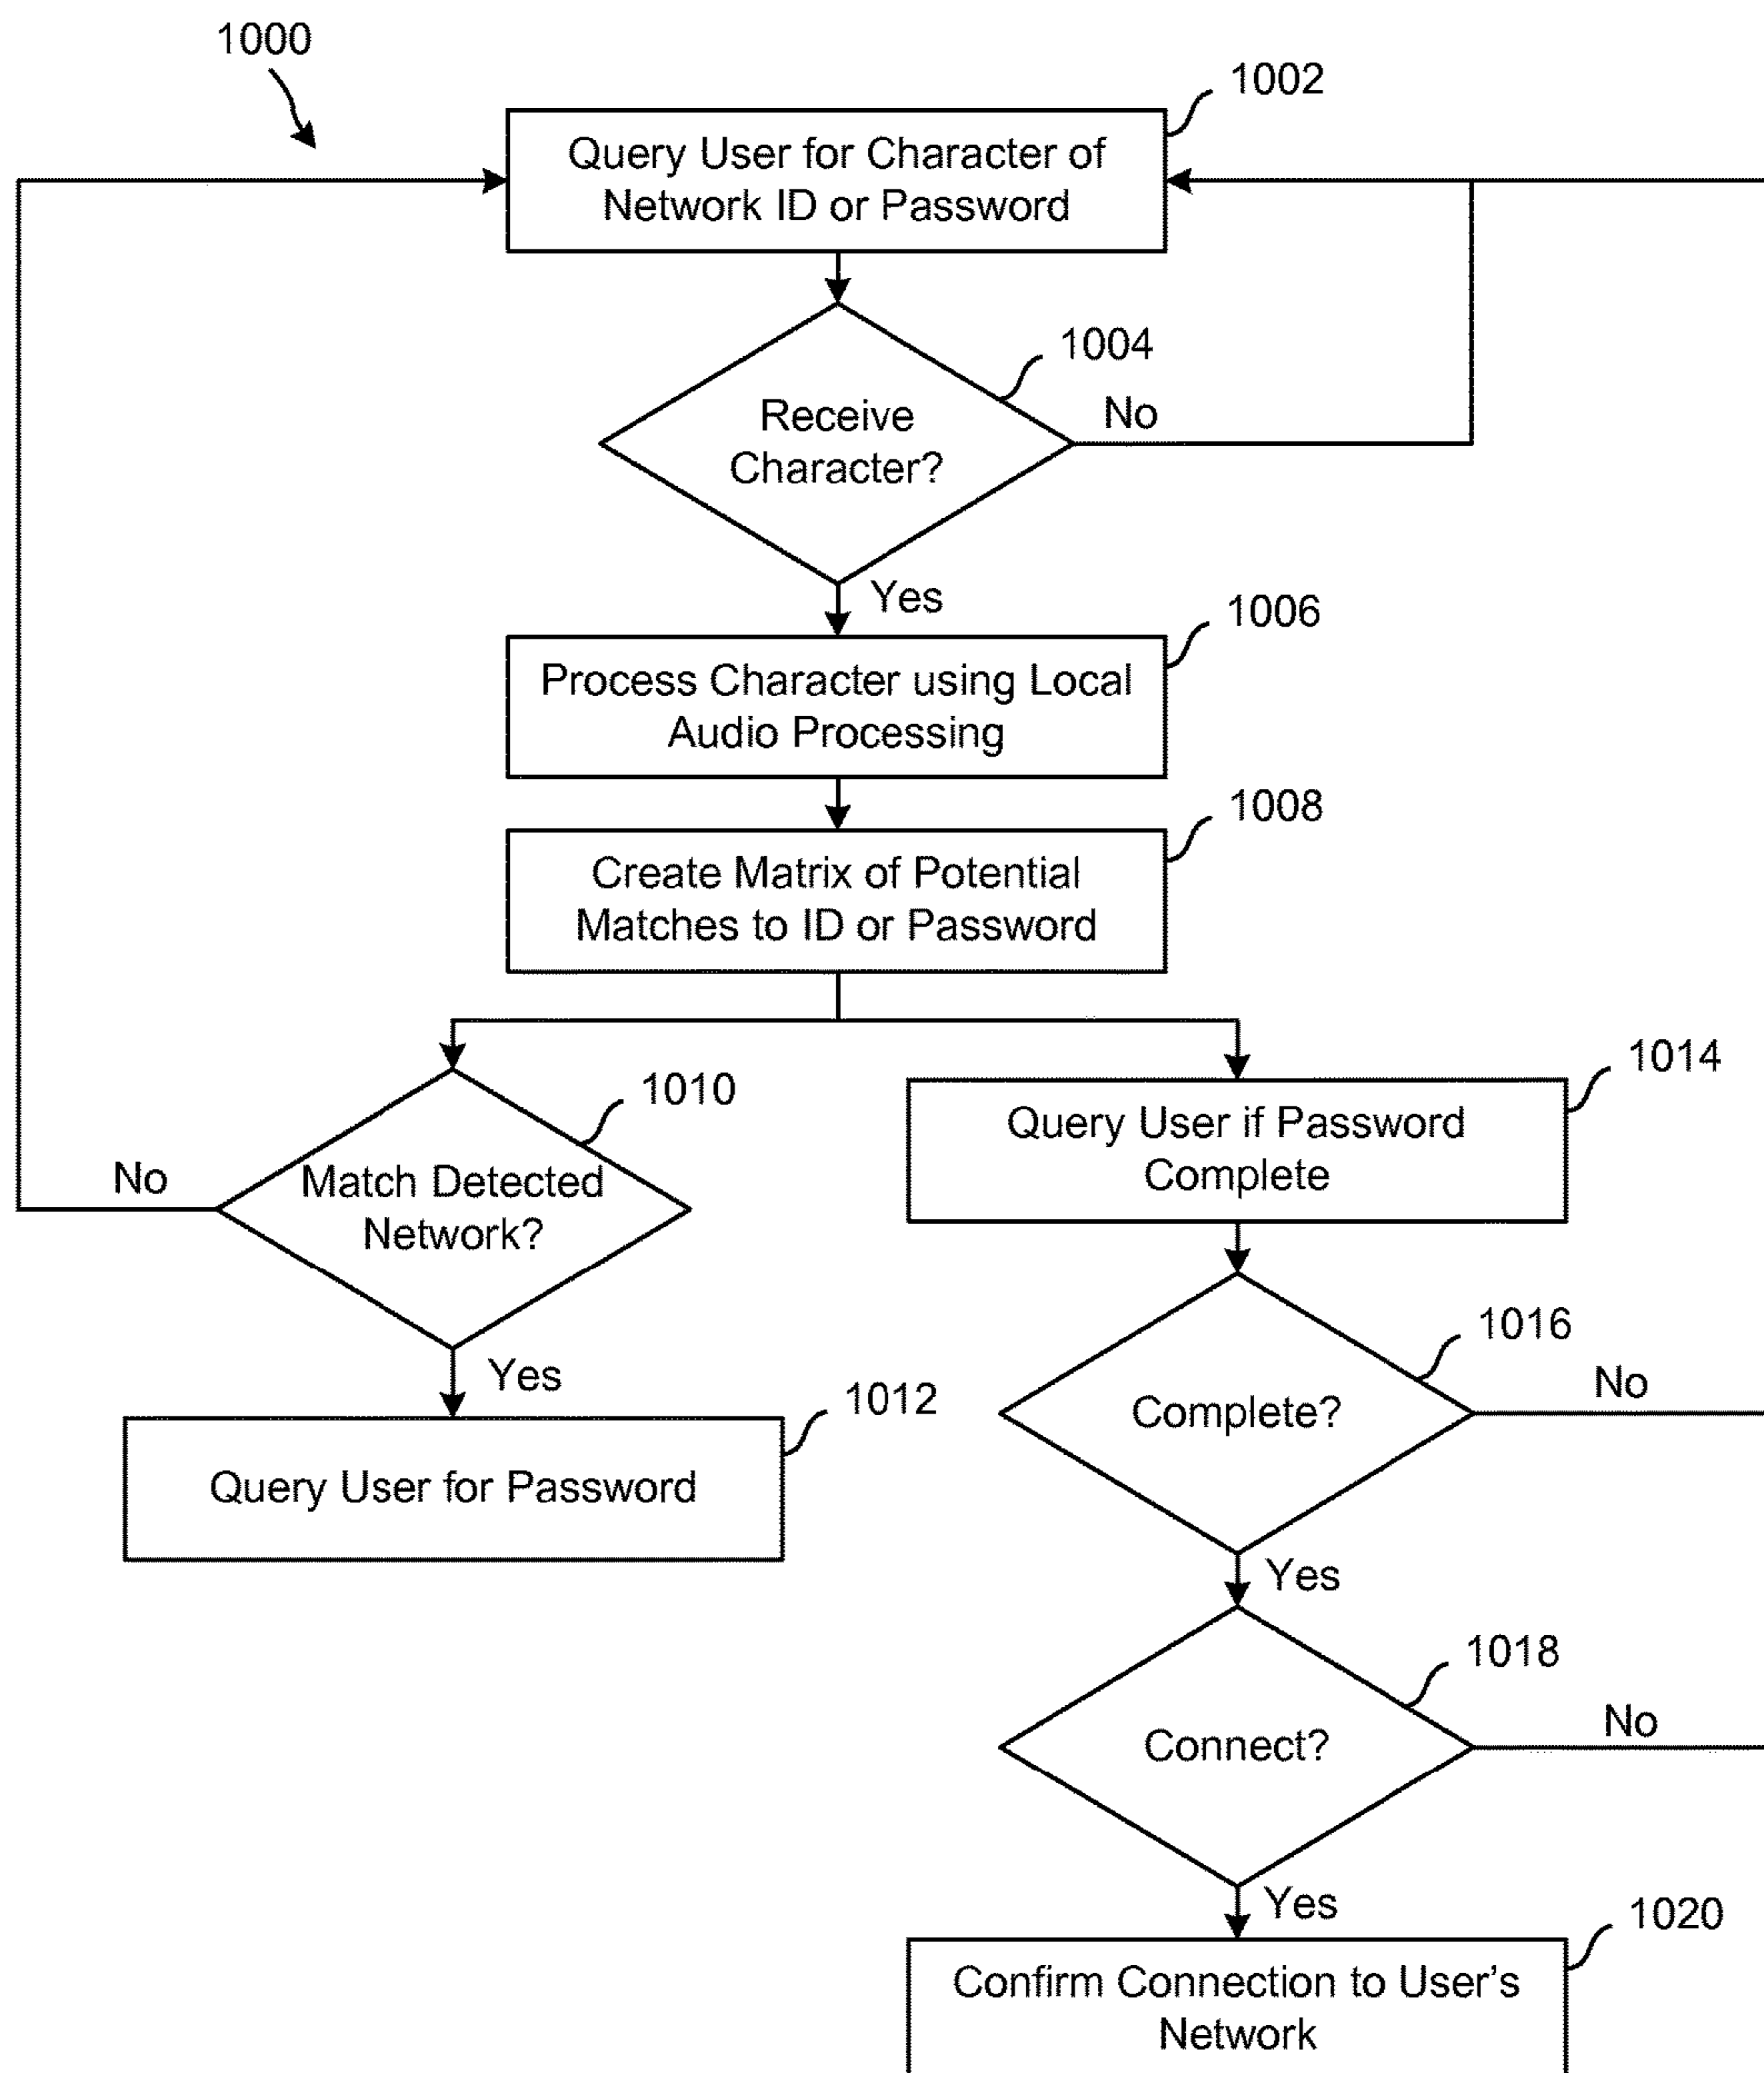 1000
1002
Query User for Character of
Network ID or Password
1004
Receive
Character?
No
Yes
1006
Process Character using Local
Audio Processing
1008
Create Matrix of Potential
Matches to ID or Password
1010
Match Detected
Network?
No
Yes
1012
Query User for Password
1014
Query User if Password
Complete
1016
Complete?
No
Yes
1018
Connect?
No
Yes
1020
Confirm Connection to User's
Network